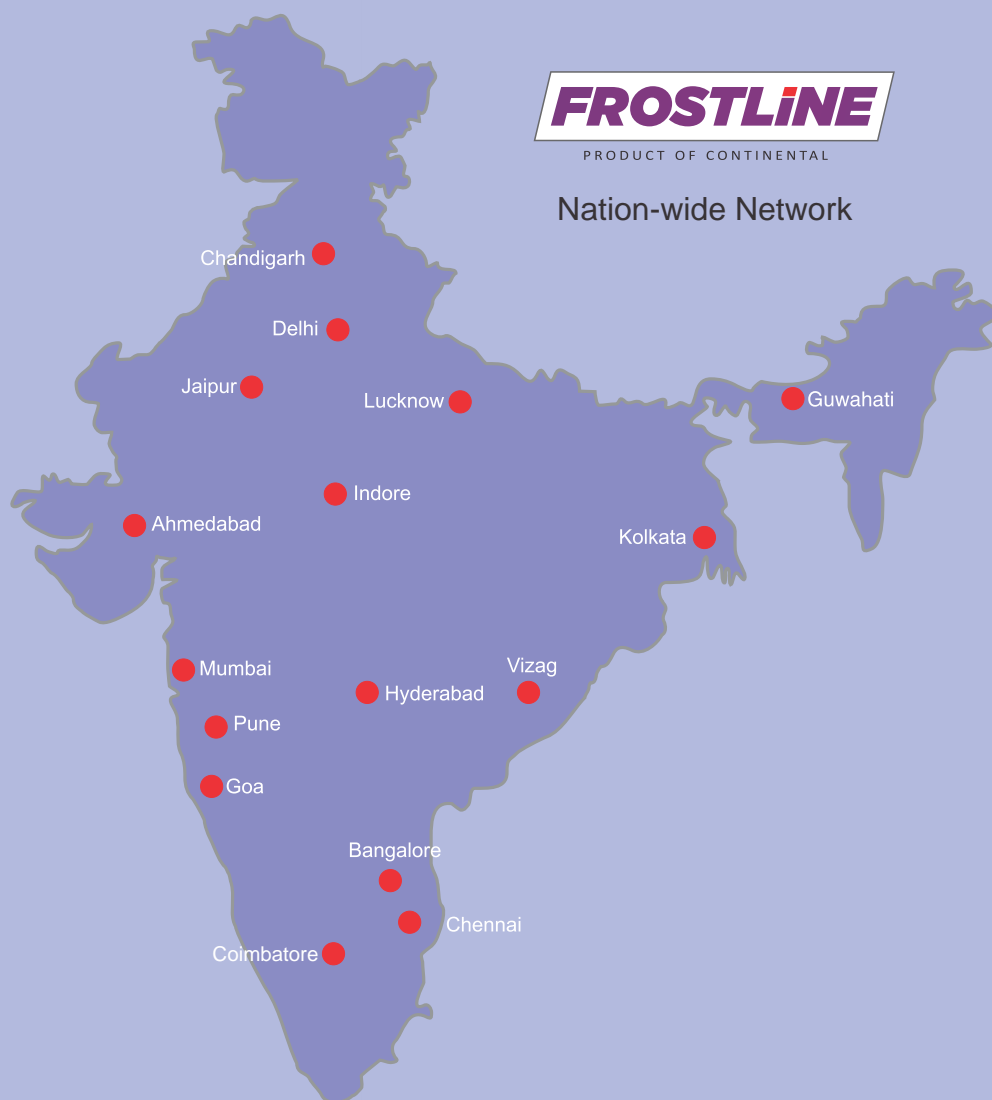 FROSTLiNE
PRODUCT OF CONTINENTAL
Nation-wide Network
Chandigarh
Delhi
Jaipur
Lucknow
Guwahati
Indore
Ahmedabad
Kolkata
Mumbai
Vizag
Hyderabad
Pune
Goa
Bangalore
Chennai
Coimbatore